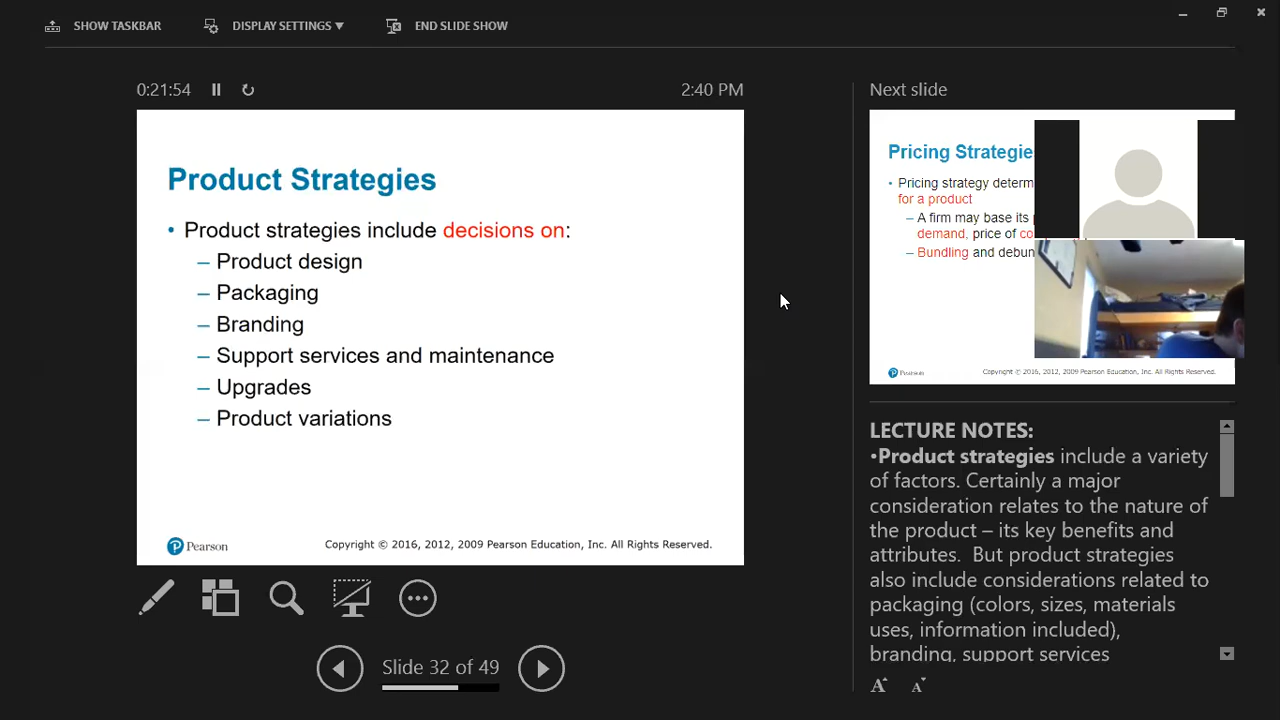 SHOW TASKBAR
DISPLAY SETTINGS ▼
END SLIDE SHOW
0:21:54
2:40 PM
Product Strategies
• Product strategies include decisions on:
– Product design
– Packaging
– Branding
– Support services and maintenance
– Upgrades
– Product variations
Pearson
Copyright © 2016, 2012, 2009 Pearson Education, Inc. All Rights Reserved.
Slide 32 of 49
Next slide
Pricing Strategie
• Pricing strategy determ
for a product
– A firm may base its
demand, price of co
– Bundling and debun
Pearson
Copyright © 2016, 2012, 2009 Pearson Education, Inc. All Rights Reserved.
LECTURE NOTES:
•Product strategies include a variety
of factors. Certainly a major
consideration relates to the nature of
the product – its key benefits and
attributes. But product strategies
also include considerations related to
packaging (colors, sizes, materials
uses, information included),
branding, support services
A A